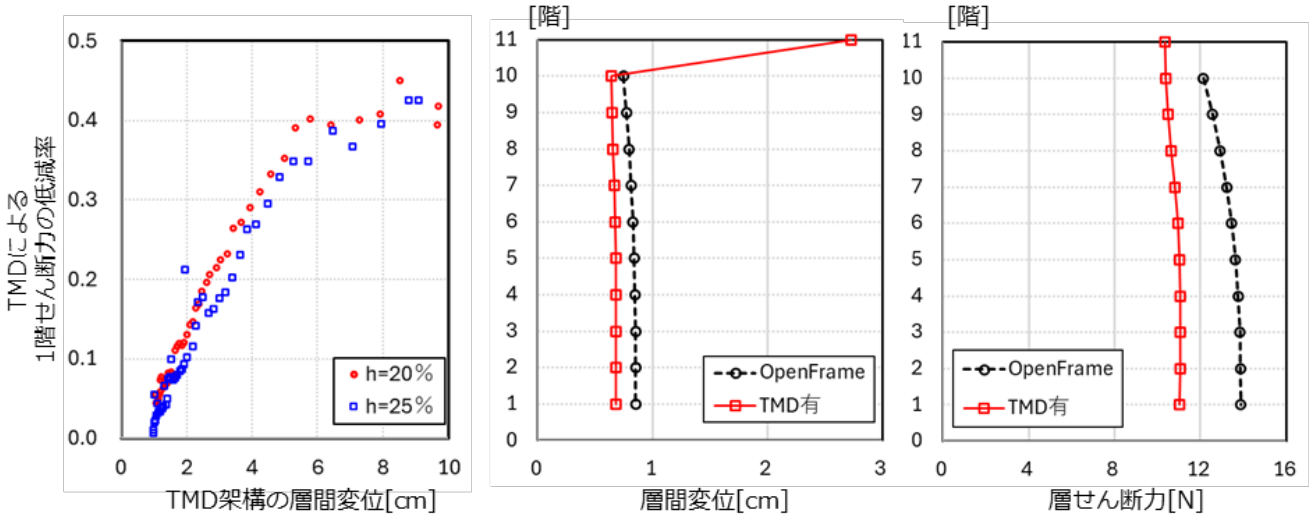 TMDによる
1階せん断力の低減率
0.5
0.4
0.3
0.2
0.1
0.0
0 2 4 6 8 10
h=20%
h=25%
TMD架構の層間変位[cm]
[階]
11
10
9
8
7
6
5
4
3
2
1
0
0 1 2 3
OpenFrame
TMD有
層間変位[cm]
[階]
11
10
9
8
7
6
5
4
3
2
1
0
0 4 8 12 16
OpenFrame
TMD有
層せん断力[N]